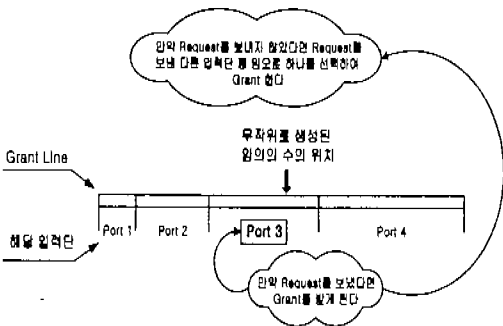 만약 Request를 보내지 않았다면 Request를
보낸 다른 입력단 중 임으로 하나를 선택하여
Grant 한다
무작위로 생성된
임의의 수의 위치
Grant Line
해당 입력단
Port 1
Port 2
Port 3
Port 4
만약 Request를 보냈다면
Grant를 받게 된다